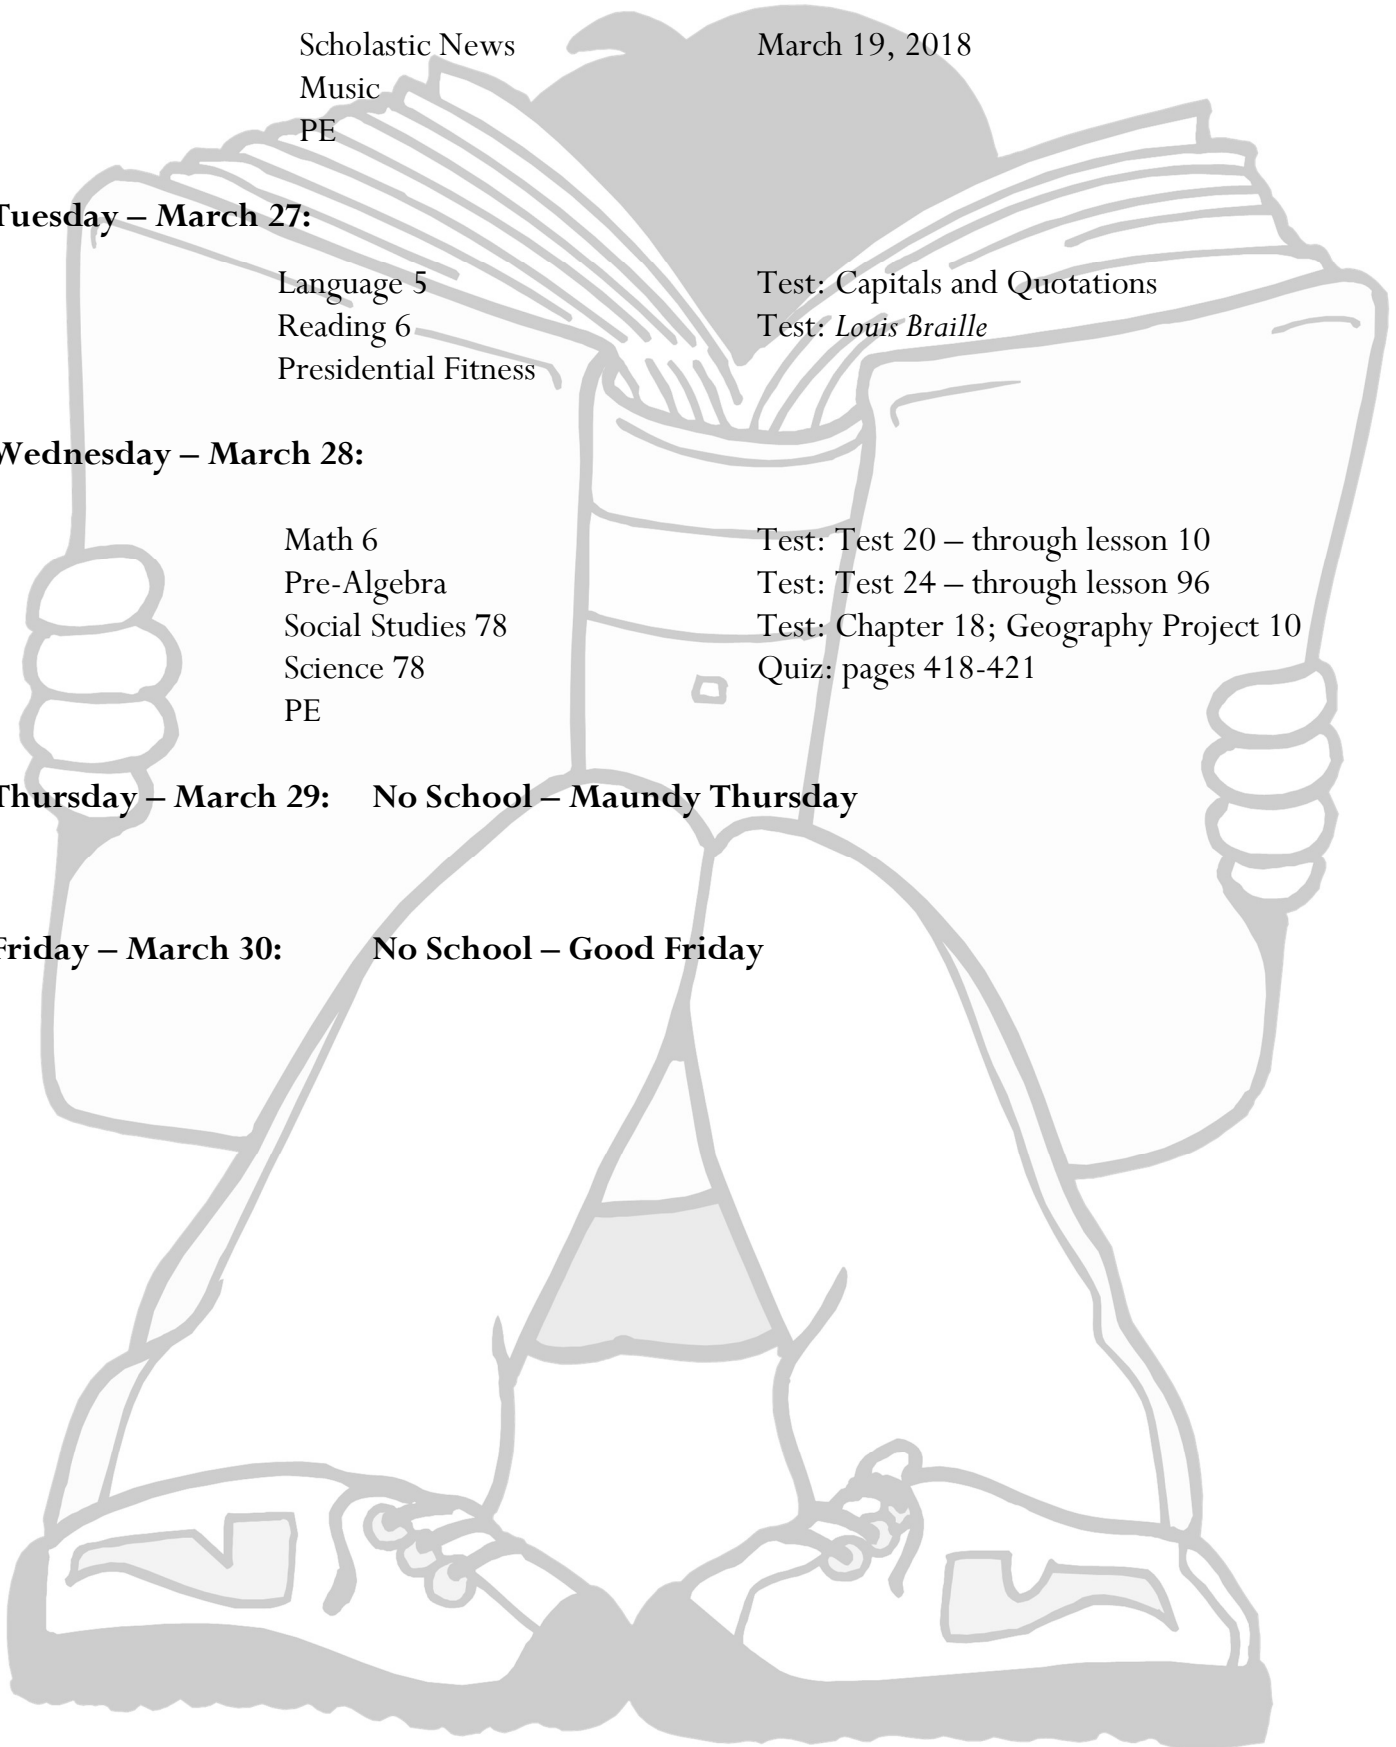 Scholastic News March 19, 2018
Music
PE
Tuesday – March 27:
Language 5 Test: Capitals and Quotations
Reading 6 Test: Louis Braille
Presidential Fitness
Wednesday – March 28:
Math 6 Test: Test 20 – through lesson 10
Pre-Algebra Test: Test 24 – through lesson 96
Social Studies 78 Test: Chapter 18; Geography Project 10
Science 78 Quiz: pages 418-421
PE
Thursday – March 29: No School – Maundy Thursday
Friday – March 30: No School – Good Friday